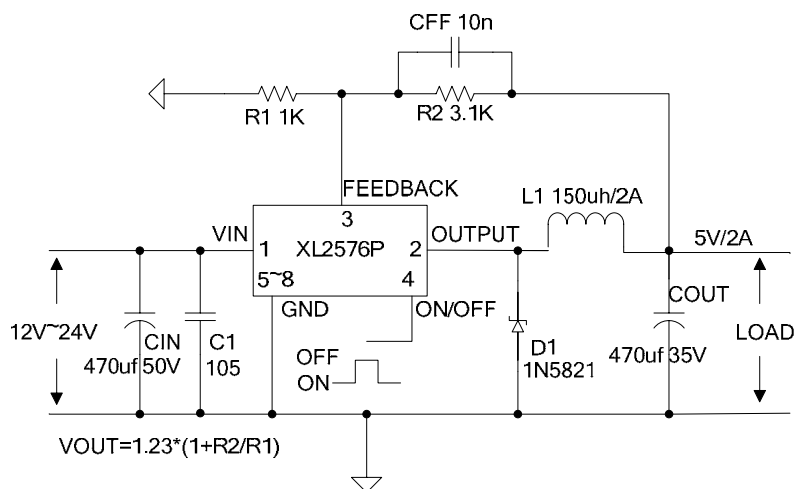 CFF 10n
R1 1K
R2 3.1K
FEEDBACK
3
L1 150uh/2A
VIN
1
XL2576P
2
OUTPUT
5V/2A
5~8
4
GND
ON/OFF
COUT
12V~24V
CIN
470uf 50V
C1
105
OFF
ON
D1
1N5821
470uf 35V
LOAD
VOUT=1.23*(1+R2/R1)